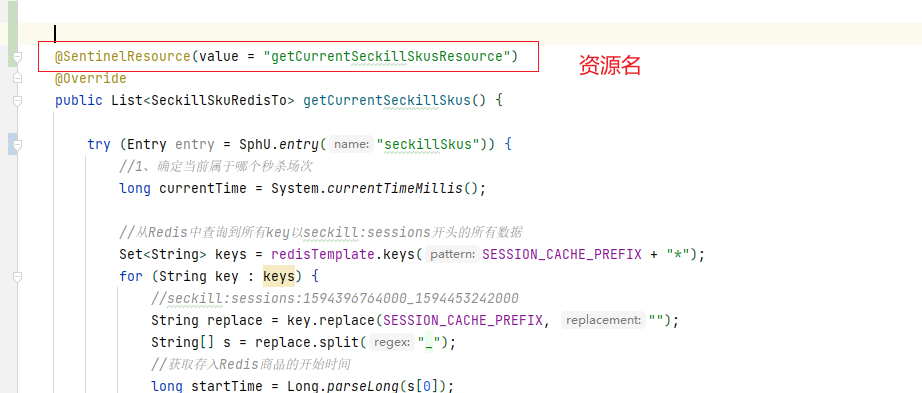 @SentinelResource(value = "getCurrentSeckillSkusResource")
资源名
@Override
public List<SeckillSkuRedisTo> getCurrentSeckillSkus() {
try (Entry entry = SphU.entry( name: "seckillSkus")) {
//1、确定当前属于哪个秒杀场次
long currentTime = System.currentTimeMillis();
//从Redis中查询到所有key以seckill:sessions开头的所有数据
Set<String> keys = redisTemplate.keys( pattern: SESSION_CACHE_PREFIX + "*");
for (String key : keys) {
//seckill:sessions:1594396764000_1594453242000
String replace = key.replace(SESSION_CACHE_PREFIX, replacement: "");
String[] s = replace.split( regex: "_");
//获取存入Redis商品的开始时间
long startTime = Long.parseLong(s[0]);